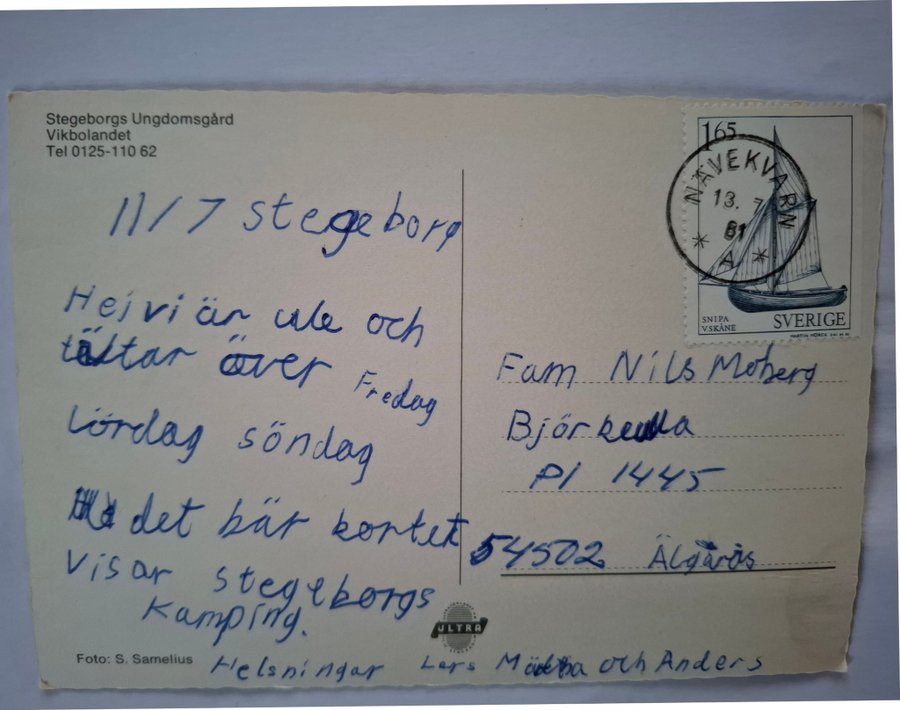 Stegeborgs Ungdomsgård
Vikbolandet
Tel 0125-110 62
11/7 stegeborg
Hej vi är ute och
tältar över Fredag
Lördag söndag
det här kortet
visar stegeborgs
Kamping.
Helsningar Lars och Anders
Foto: S. Samelius
ULTRA
1.65
NÄVEKVARN
13. 7
81
* A *
SNIPA
V.SKÅNE
SVERIGE
Fam Nils Moberg
Pl 1445
54502 Älgarås